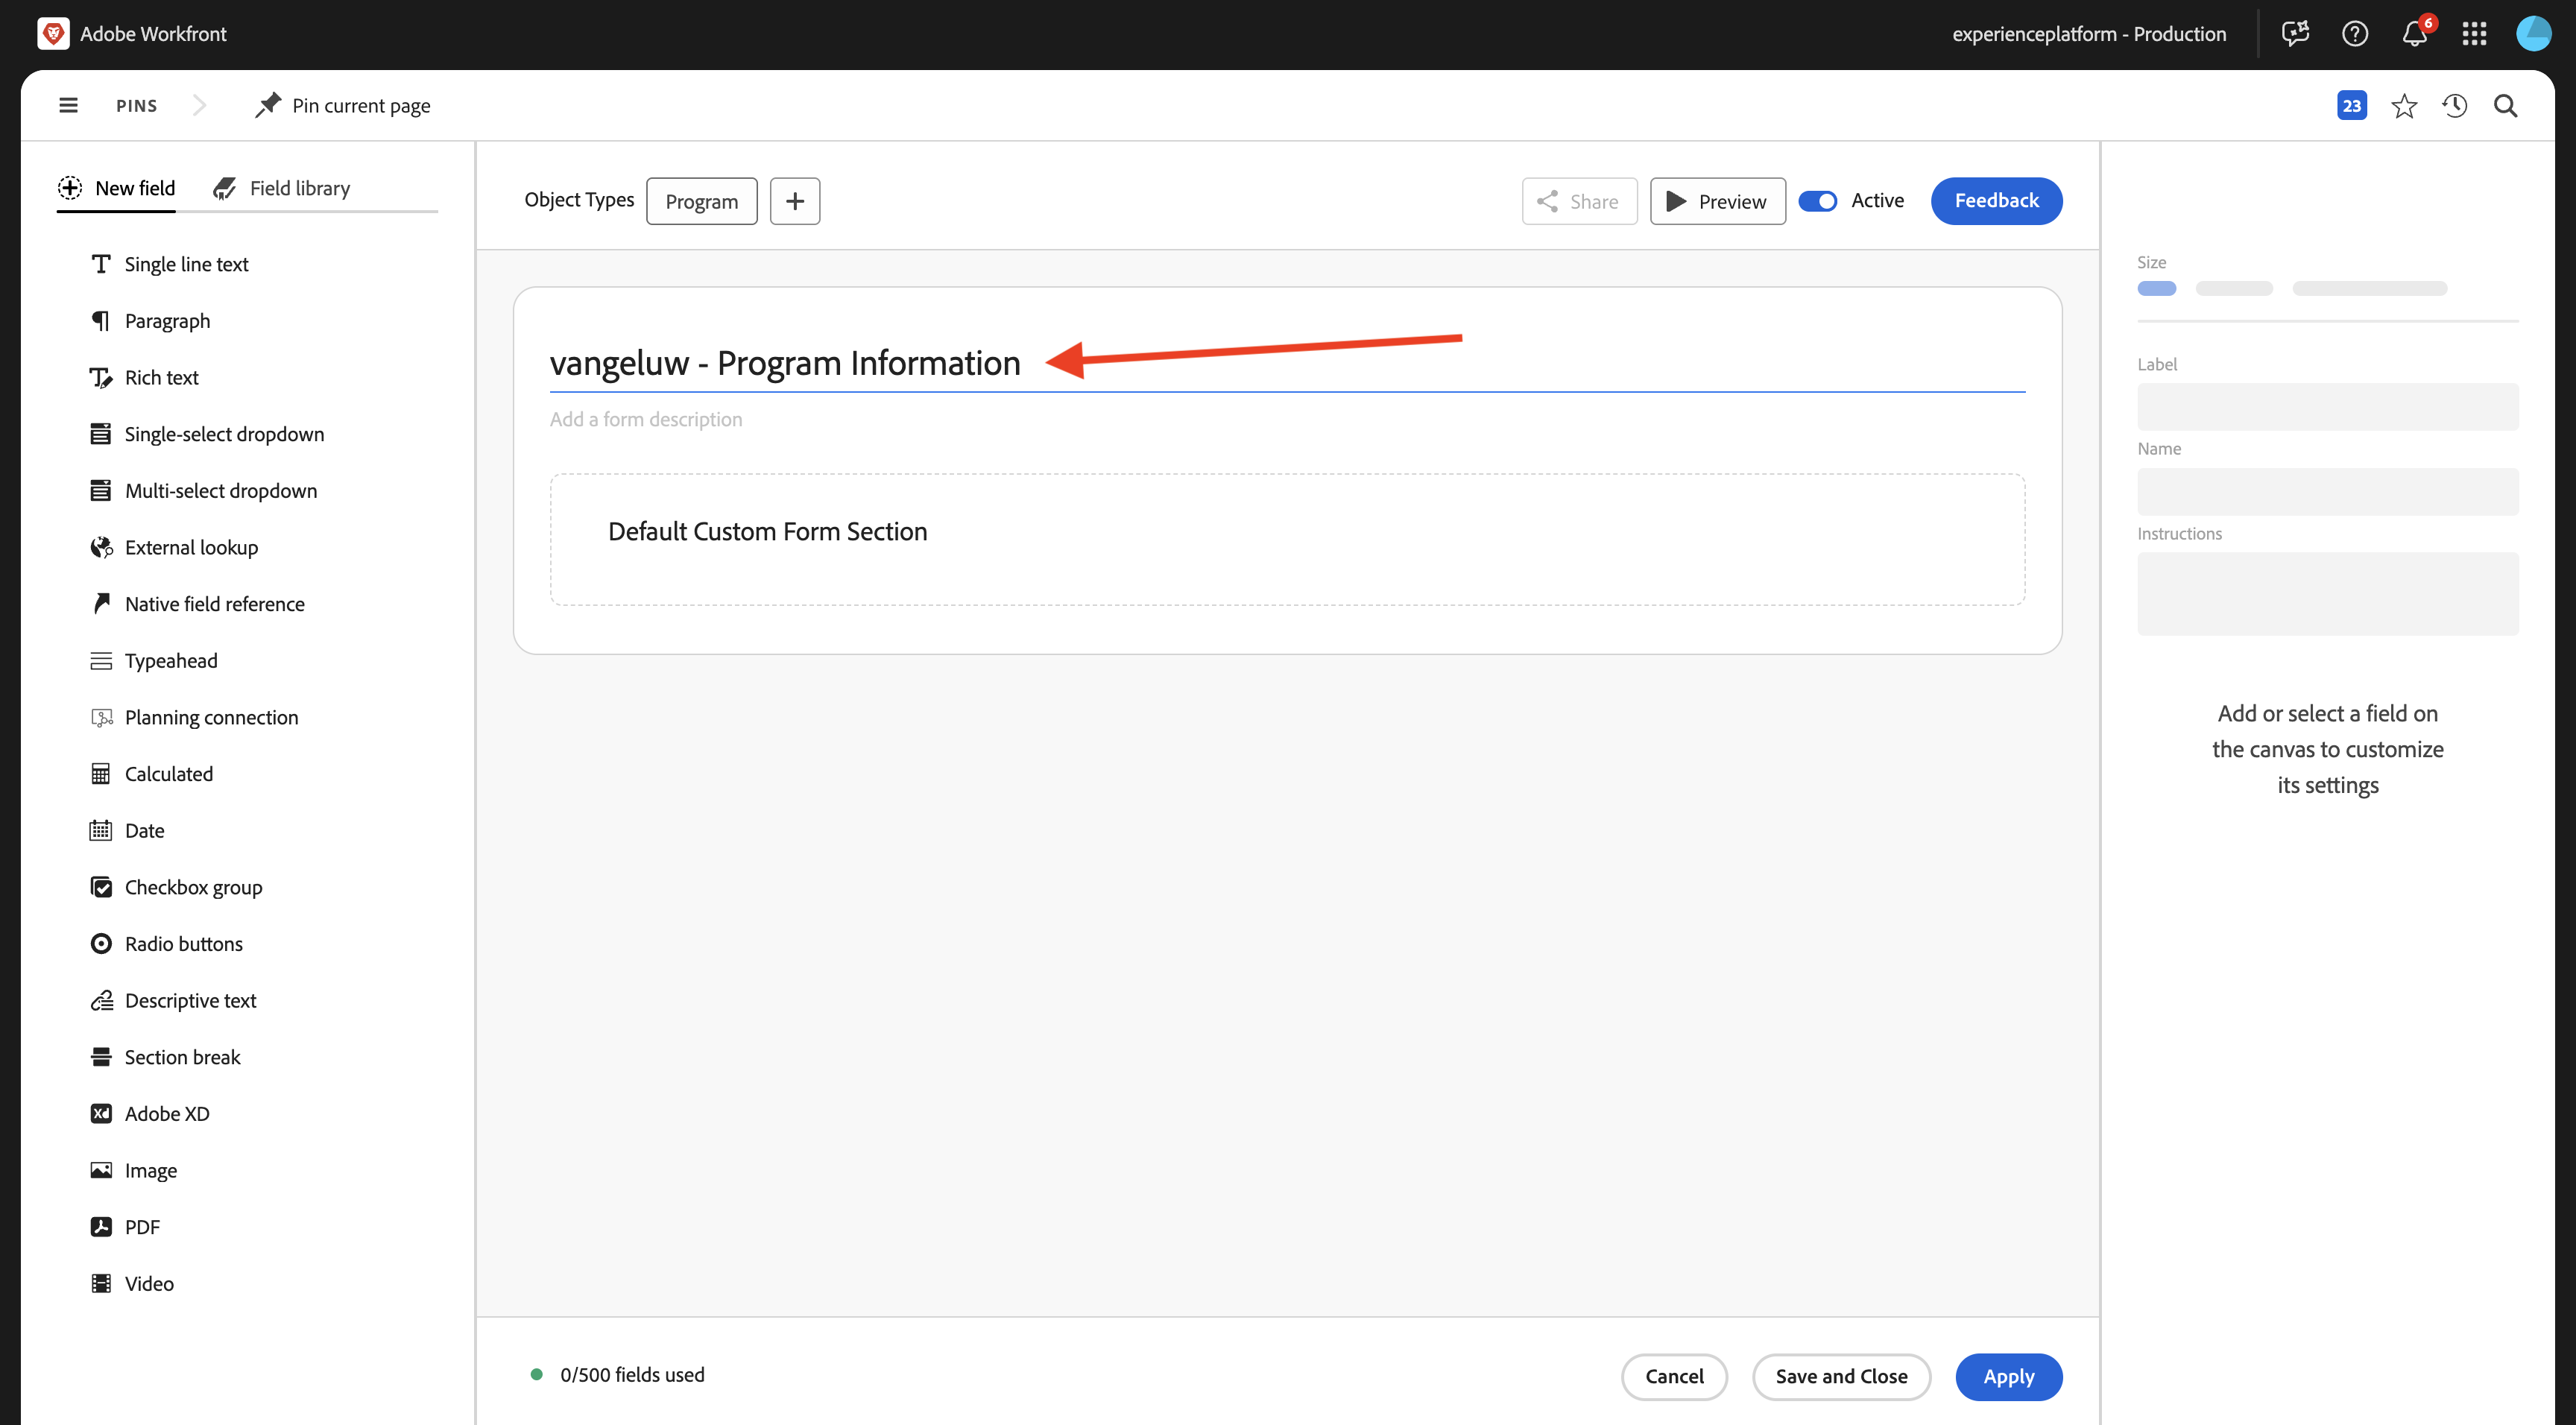 Adobe Workfront
experienceplatform - Production
6
PINS
Pin current page
23
New field
Field library
Single line text
Paragraph
Rich text
Single-select dropdown
Multi-select dropdown
External lookup
Native field reference
Typeahead
Planning connection
Calculated
Date
Checkbox group
Radio buttons
Descriptive text
Section break
Xd Adobe XD
Image
PDF
Video
Object Types
Program
Share
Preview
Active
Feedback
vangeluw - Program Information
Add a form description
Default Custom Form Section
0/500 fields used
Cancel
Save and Close
Apply
Size
Label
Name
Instructions
Add or select a field on
the canvas to customize
its settings